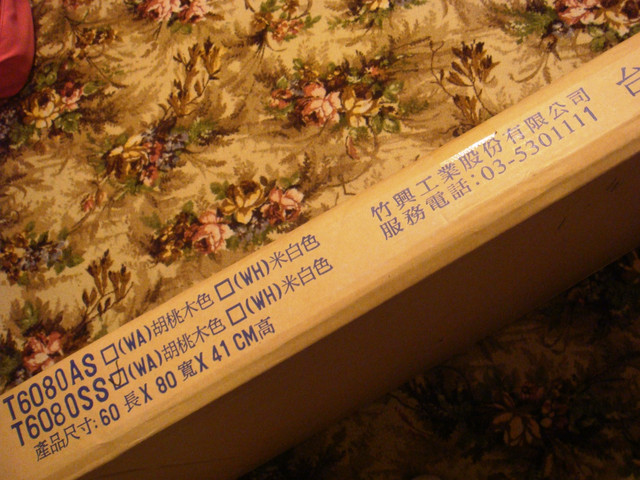 T6080AS □(WA)胡桃木色 □(WH)米白色
T6080SS ☑(WA)胡桃木色 □(WH)米白色
產品尺寸:60 長X 80 寬X 41 CM高
竹興工業股份有限公司
服務電話:03-5301111
台